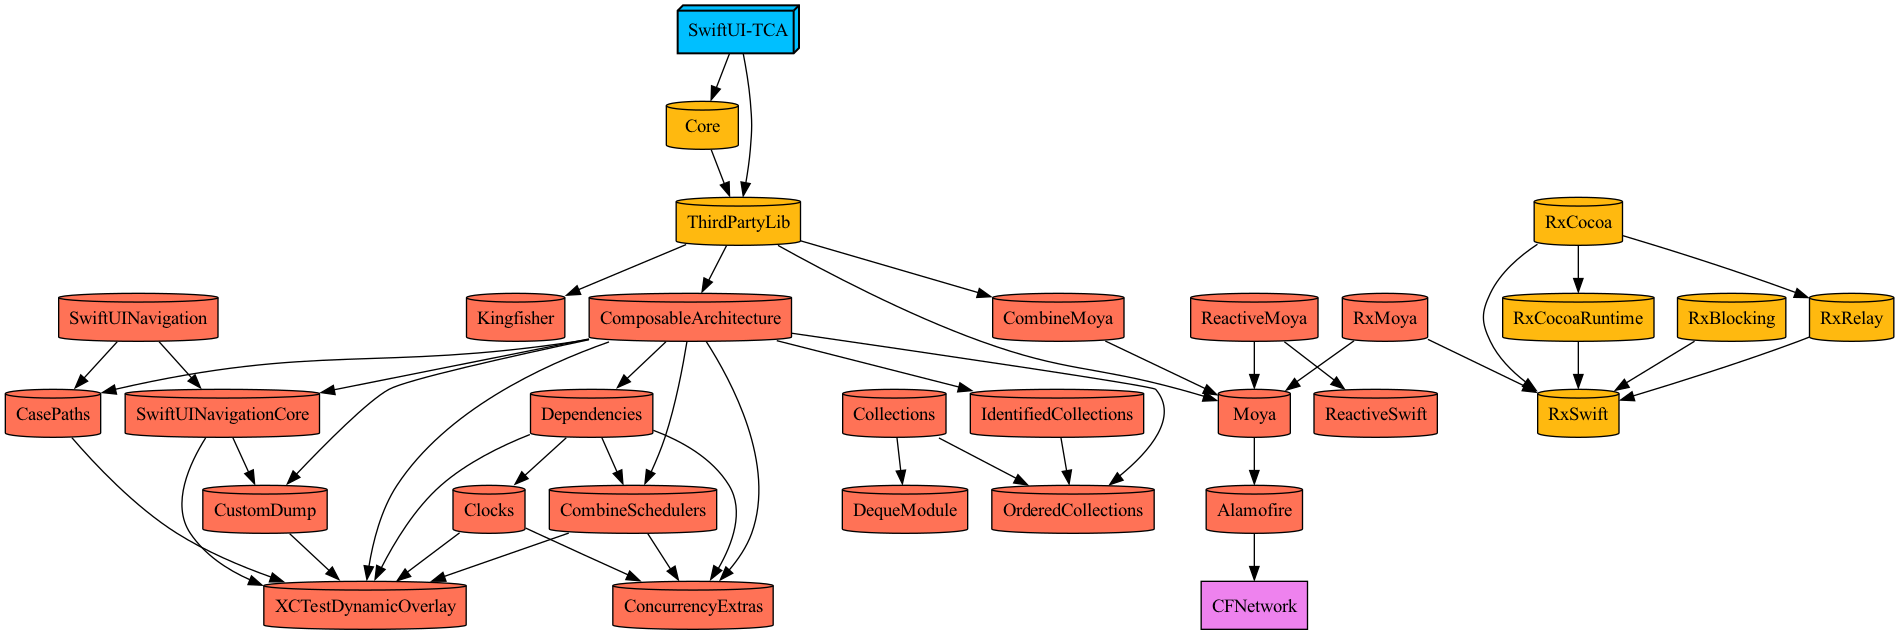 SwiftUI-TCA
Core
ThirdPartyLib
RxCocoa
SwiftUINavigation
Kingfisher
ComposableArchitecture
CombineMoya
ReactiveMoya
RxMoya
RxCocoaRuntime
RxBlocking
RxRelay
CasePaths
SwiftUINavigationCore
Dependencies
Collections
IdentifiedCollections
Moya
ReactiveSwift
RxSwift
CustomDump
Clocks
CombineSchedulers
DequeModule
OrderedCollections
Alamofire
XCTestDynamicOverlay
ConcurrencyExtras
CFNetwork